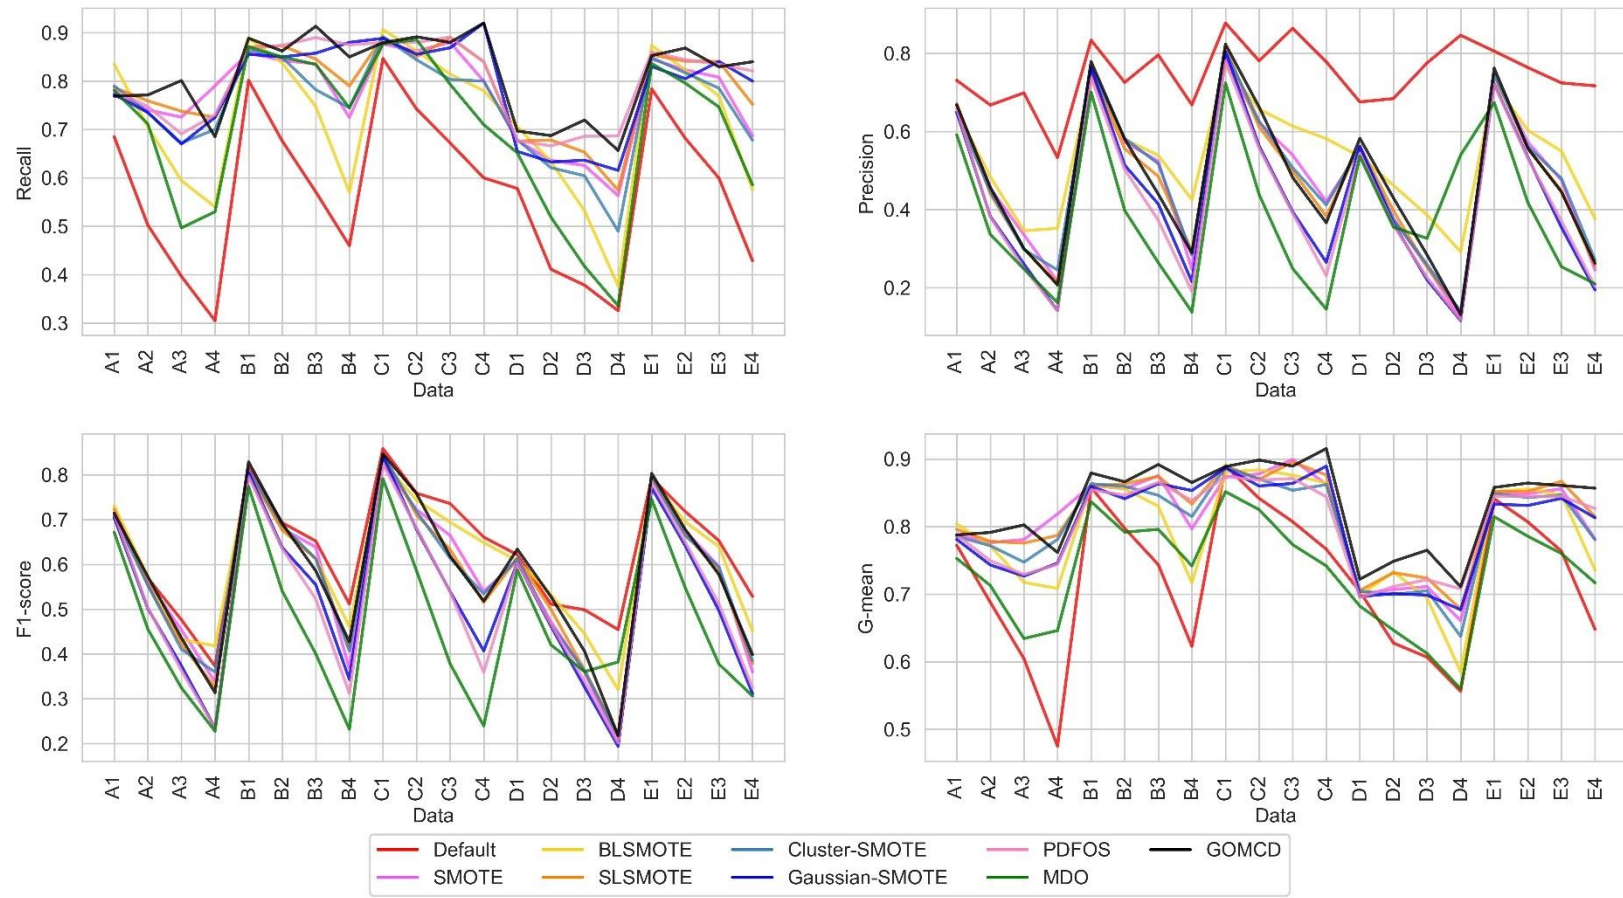 0.9
0.8
0.7
0.6
0.5
0.4
0.3
Recall
A1 A2 A3 A4 B1 B2 B3 B4 C1 C2 C3 C4 D1 D2 D3 D4 E1 E2 E3 E4
Data
0.8
0.6
0.4
0.2
Precision
A1 A2 A3 A4 B1 B2 B3 B4 C1 C2 C3 C4 D1 D2 D3 D4 E1 E2 E3 E4
Data
0.8
0.7
0.6
0.5
0.4
0.3
0.2
F1-score
A1 A2 A3 A4 B1 B2 B3 B4 C1 C2 C3 C4 D1 D2 D3 D4 E1 E2 E3 E4
Data
0.9
0.8
0.7
0.6
0.5
G-mean
A1 A2 A3 A4 B1 B2 B3 B4 C1 C2 C3 C4 D1 D2 D3 D4 E1 E2 E3 E4
Data
Default BLSMOTE Cluster-SMOTE PDFOS GOMCD
SMOTE SLSMOTE Gaussian-SMOTE MDO